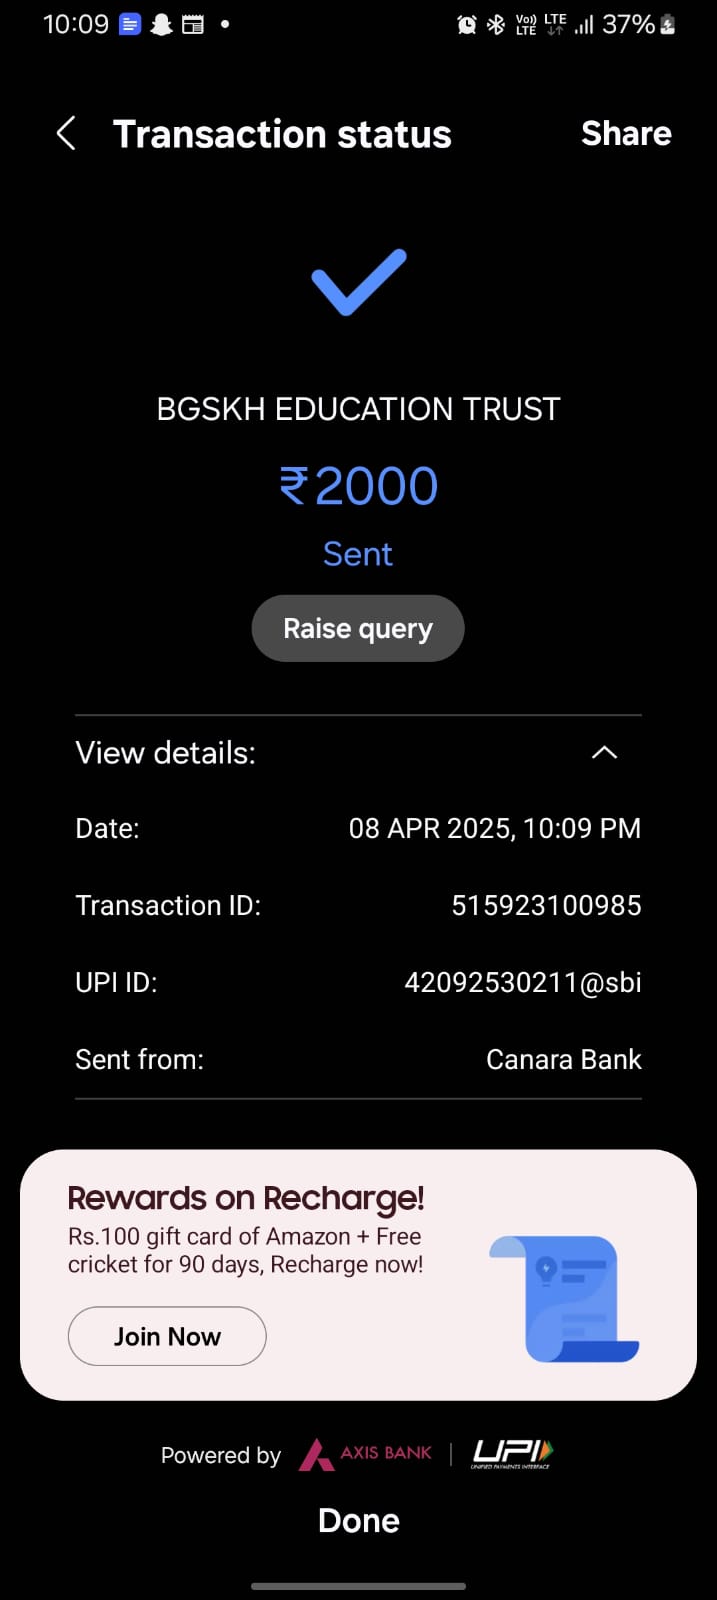 10:09
Vo)) LTE
LTE 37%
Transaction status
Share
BGSKH EDUCATION TRUST
₹2000
Sent
Raise query
View details:
Date: 08 APR 2025, 10:09 PM
Transaction ID: 515923100985
UPI ID: 42092530211@sbi
Sent from: Canara Bank
Rewards on Recharge!
Rs.100 gift card of Amazon + Free
cricket for 90 days, Recharge now!
Join Now
Powered by AXIS BANK | UPI
UNIFIED PAYMENTS INTERFACE
Done